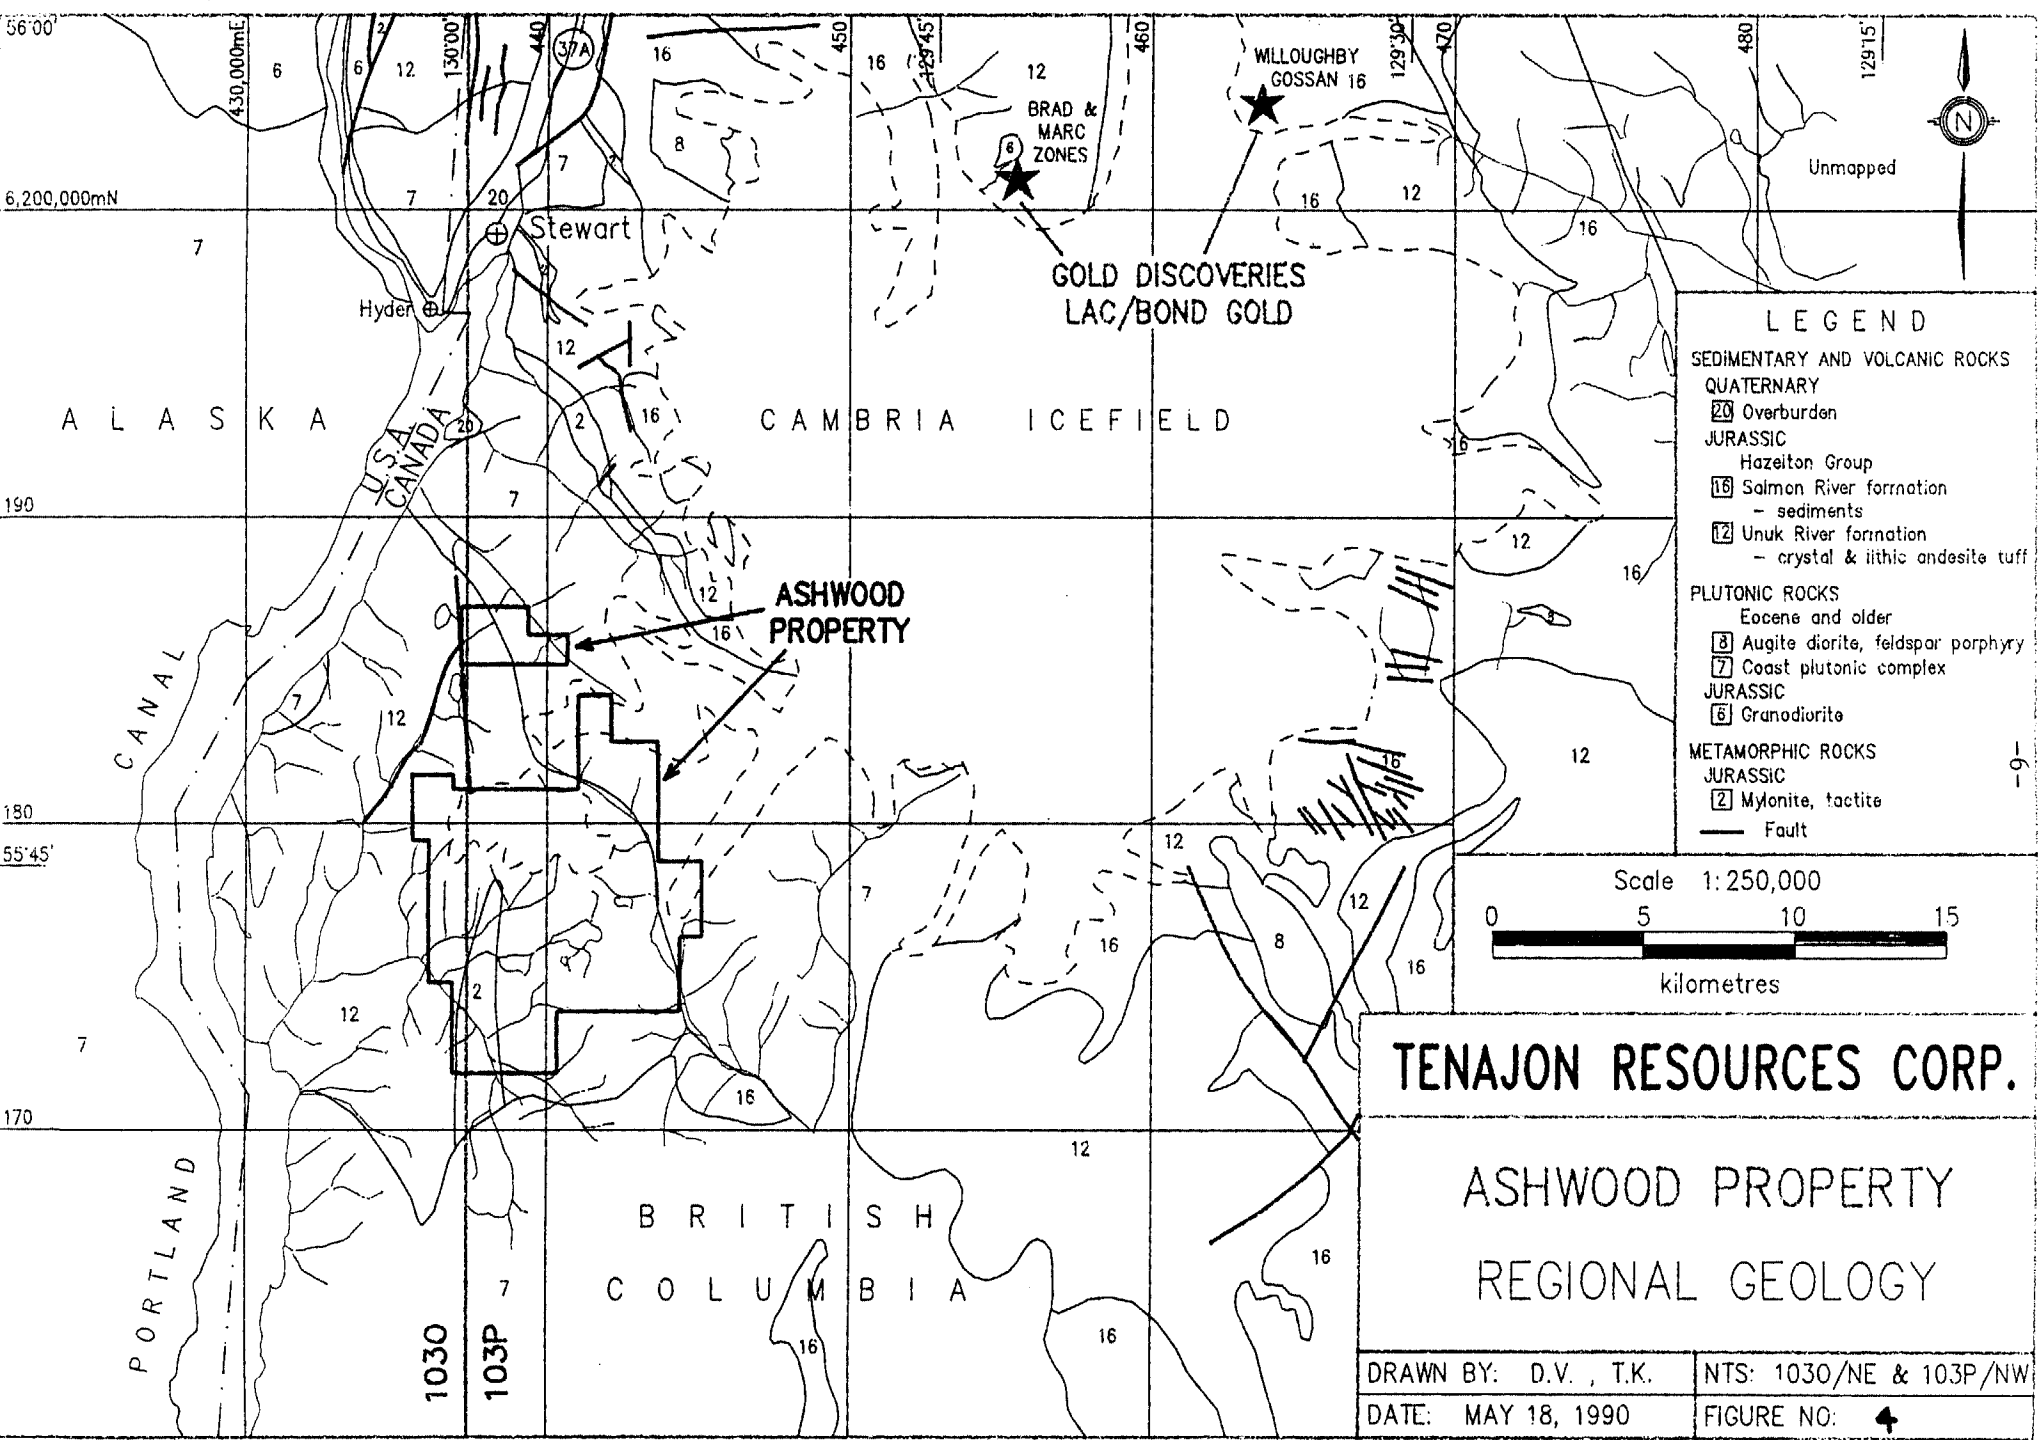 56°00'
430,000mE
130°00'
440
37A
450
129°45'
460
129°30'
470
480
129°15'
6
6
2
12
16
16
12
WILLOUGHBY
GOSSAN 16
BRAD &
MARC
ZONES
6
8
7
7
20
N
Unmapped
6,200,000mN
7
Stewart
16
12
16
Hyder
GOLD DISCOVERIES
LAC/BOND GOLD
12
ALASKA
U.S.A.
CANADA
20
2
16
CAMBRIA ICEFIELD
16
190
7
12
16
12
ASHWOOD
PROPERTY
16
7
12
CANAL
12
16
180
55°45'
12
7
12
8
16
16
2
12
7
16
170
12
PORTLAND
BRITISH
COLUMBIA
7
16
16
16
103O
103P
LEGEND
SEDIMENTARY AND VOLCANIC ROCKS
QUATERNARY
20 Overburden
JURASSIC
Hazelton Group
16 Salmon River formation
- sediments
12 Unuk River formation
- crystal & lithic andesite tuff
PLUTONIC ROCKS
Eocene and older
8 Augite diorite, feldspar porphyry
7 Coast plutonic complex
JURASSIC
6 Granodiorite
METAMORPHIC ROCKS
JURASSIC
2 Mylonite, tactite
Fault
-9-
Scale 1:250,000
0 5 10 15
kilometres
TENAJON RESOURCES CORP.
ASHWOOD PROPERTY
REGIONAL GEOLOGY
DRAWN BY: D.V. , T.K.
NTS: 103O/NE & 103P/NW
DATE: MAY 18, 1990
FIGURE NO: 4